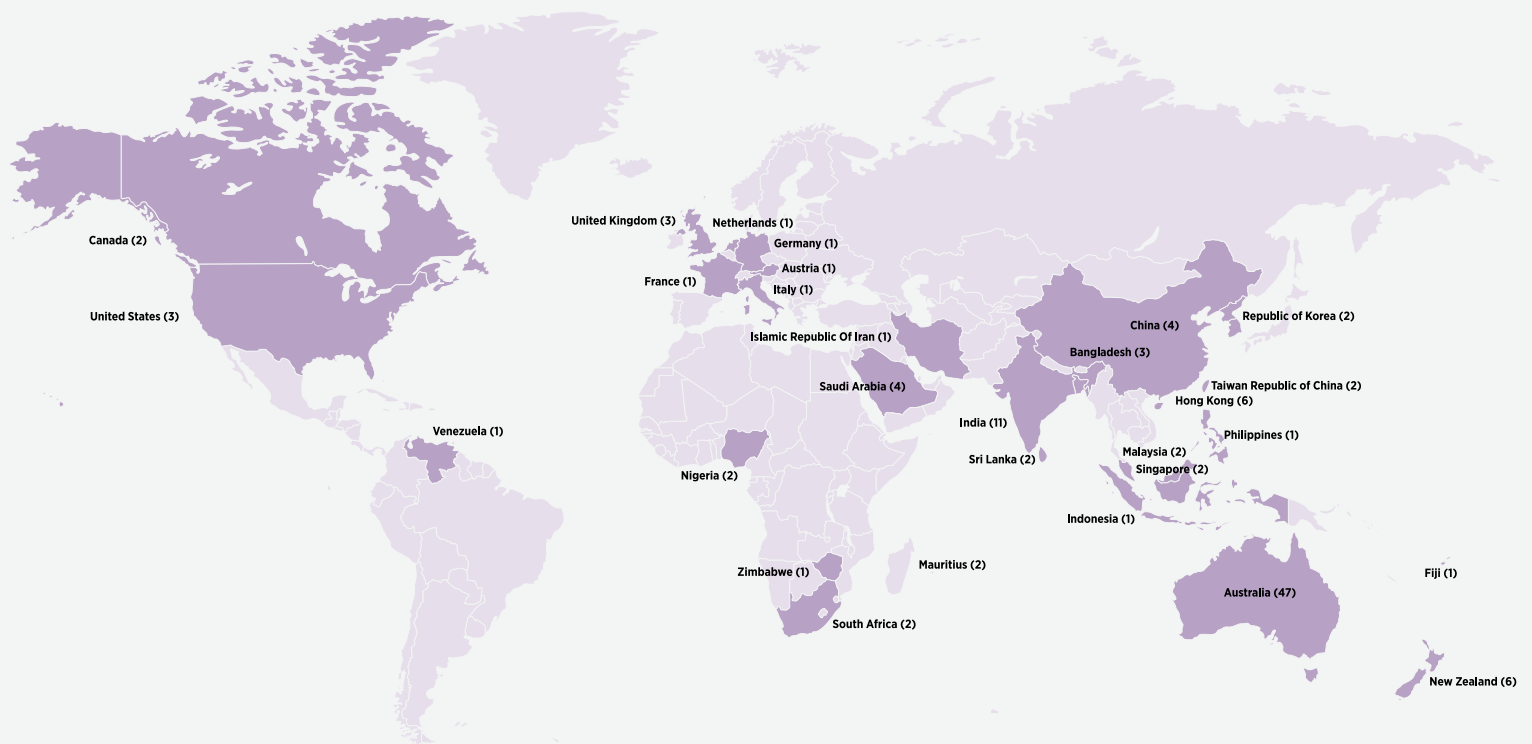 United Kingdom (3)
Netherlands (1)
Canada (2)
Germany (1)
Austria (1)
France (1)
Italy (1)
United States (3)
Republic of Korea (2)
China (4)
Islamic Republic Of Iran (1)
Bangladesh (3)
Saudi Arabia (4)
Taiwan Republic of China (2)
Hong Kong (6)
India (11)
Venezuela (1)
Philippines (1)
Malaysia (2)
Sri Lanka (2)
Singapore (2)
Nigeria (2)
Indonesia (1)
Mauritius (2)
Zimbabwe (1)
Fiji (1)
Australia (47)
South Africa (2)
New Zealand (6)